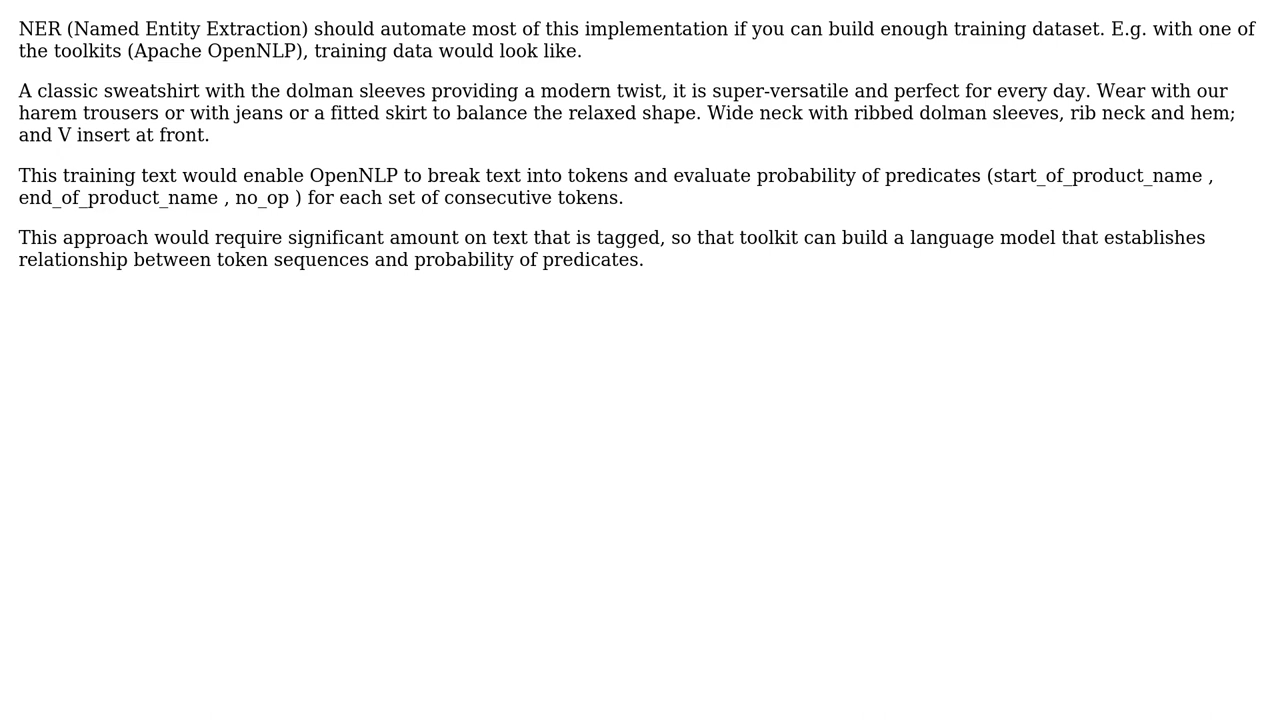 NER (Named Entity Extraction) should automate most of this implementation if you can build enough training dataset. E.g. with one of
the toolkits (Apache OpenNLP), training data would look like.
A classic sweatshirt with the dolman sleeves providing a modern twist, it is super-versatile and perfect for every day. Wear with our
harem trousers or with jeans or a fitted skirt to balance the relaxed shape. Wide neck with ribbed dolman sleeves, rib neck and hem;
and V insert at front.
This training text would enable OpenNLP to break text into tokens and evaluate probability of predicates (start_of_product_name ,
end_of_product_name , no_op ) for each set of consecutive tokens.
This approach would require significant amount on text that is tagged, so that toolkit can build a language model that establishes
relationship between token sequences and probability of predicates.